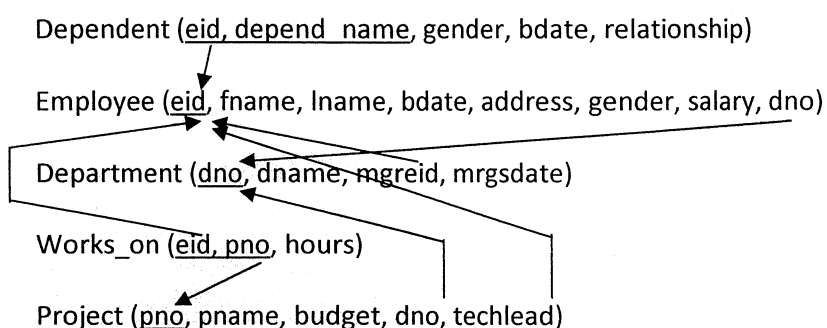 Dependent (eid, depend_name, gender, bdate, relationship)
Employee (eid, fname, lname, bdate, address, gender, salary, dno)
Department (dno, dname, mgreid, mrgsdate)
Works_on (eid, pno, hours)
Project (pno, pname, budget, dno, techlead)